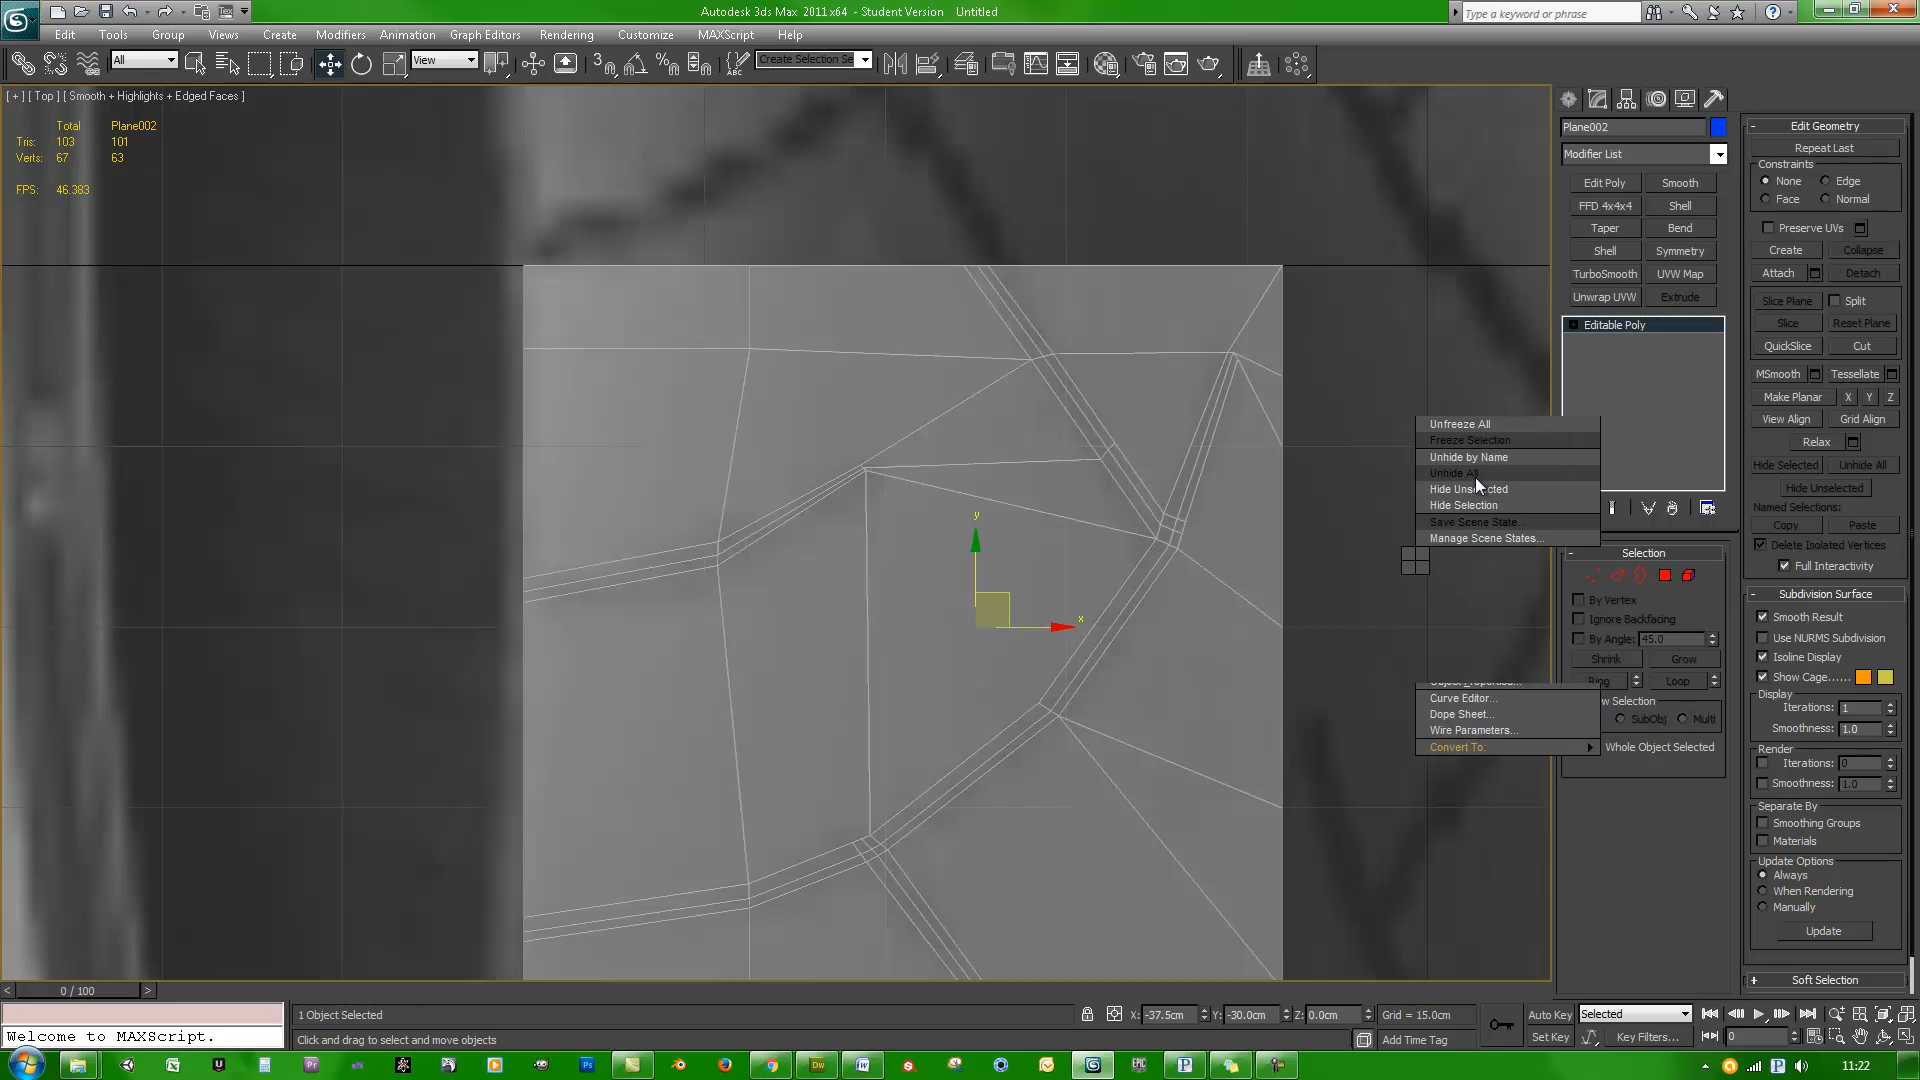 Autodesk 3ds Max 2011 x64 - Student Version Untitled
Type a keyword or phrase
Edit Tools Group Views Create Modifiers Animation Graph Editors Rendering Customize MAXScript Help
All
View
Create Selection Se
[ + ] [ Top ] [ Smooth + Highlights + Edged Faces ]
Total Plane002
Tris: 103 101
Verts: 67 63
FPS: 46.383
y
x
Unfreeze All
Freeze Selection
Unhide by Name
Unhide All
Hide Unselected
Hide Selection
Save Scene State...
Manage Scene States...
Object Properties...
Curve Editor...
Dope Sheet...
Wire Parameters...
Convert To:
Plane002
Modifier List
Edit Poly Smooth
FFD 4x4x4 Shell
Taper Bend
Shell Symmetry
TurboSmooth UVW Map
Unwrap UVW Extrude
Editable Poly
Selection
By Vertex
Ignore Backfacing
By Angle: 45.0
Shrink Grow
Ring Loop
w Selection
SubObj Multi
Whole Object Selected
Edit Geometry
Repeat Last
Constraints
None Edge
Face Normal
Preserve UVs
Create Collapse
Attach Detach
Slice Plane Split
Slice Reset Plane
QuickSlice Cut
MSmooth Tessellate
Make Planar X Y Z
View Align Grid Align
Relax
Hide Selected Unhide All
Hide Unselected
Named Selections:
Copy Paste
Delete Isolated Vertices
Full Interactivity
Subdivision Surface
Smooth Result
Use NURMS Subdivision
Isoline Display
Show Cage......
Display
Iterations: 1
Smoothness: 1.0
Render
Iterations: 0
Smoothness: 1.0
Separate By
Smoothing Groups
Materials
Update Options
Always
When Rendering
Manually
Update
Soft Selection
0 / 100
Welcome to MAXScript.
1 Object Selected
Click and drag to select and move objects
X: -37.5cm Y: -30.0cm Z: 0.0cm Grid = 15.0cm
Add Time Tag
Auto Key Selected
Set Key Key Filters...
0
11:22